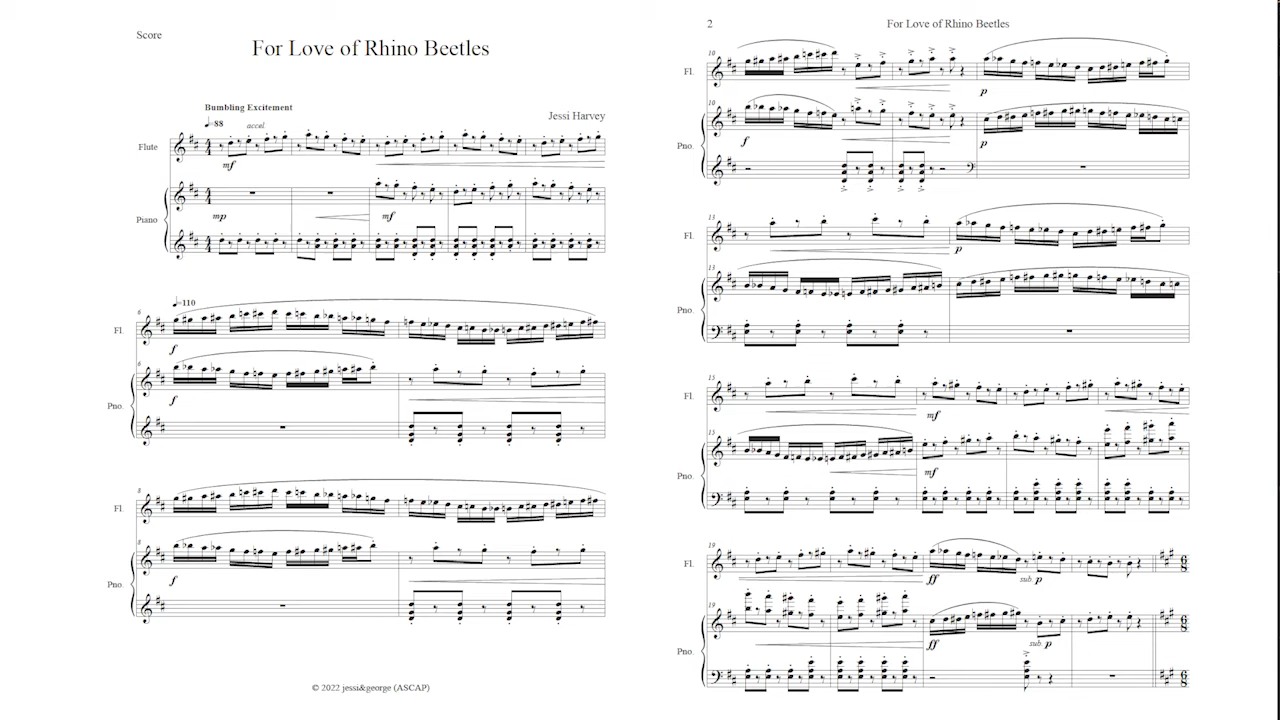 Score
For Love of Rhino Beetles
Bumbling Excitement
Jessi Harvey
♩=88
accel.
Flute
mf
Piano
mp
mf
♩=110
6
Fl.
f
6
Pno.
f
8
Fl.
8
Pno.
f
© 2022 jessi&george (ASCAP)
2
For Love of Rhino Beetles
10
Fl.
p
10
Pno.
f
p
13
Fl.
p
13
Pno.
15
Fl.
mf
15
Pno.
mf
19
Fl.
ff
sub. p
19
Pno.
ff
sub. p